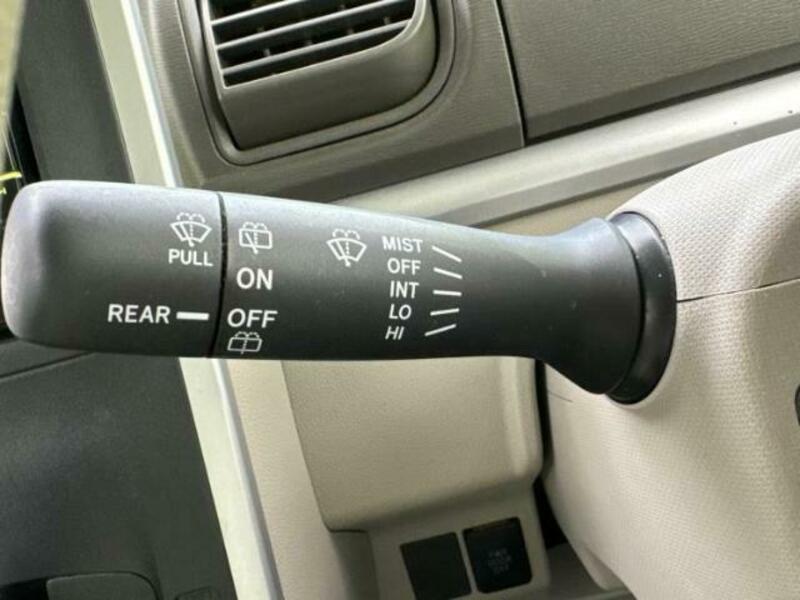 PULL
REAR
ON
OFF
MIST
OFF
INT
LO
HI